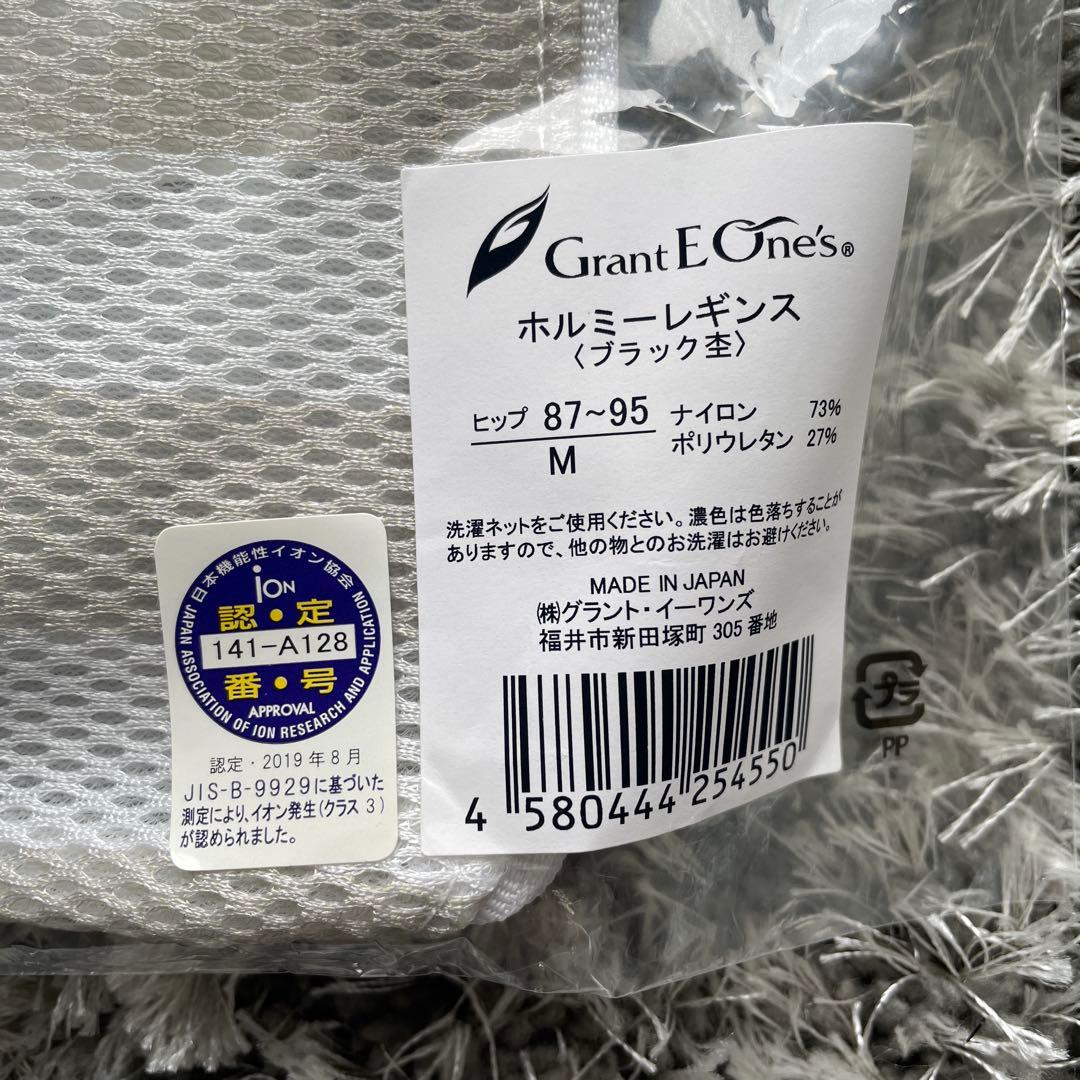 Grant E One's®
ホルミーレギンス
〈ブラック杢〉
ヒップ 87~95
M
ナイロン 73%
ポリウレタン 27%
洗濯ネットをご使用ください。濃色は色落ちすることが
ありますので、他の物とのお洗濯はお避けください。
MADE IN JAPAN
㈱グラント・イーワンズ
福井市新田塚町 305 番地
4 580444 254550
日本機能性イオン協会
iON
認・定
141-A128
番・号
APPROVAL
JAPAN ASSOCIATION OF ION RESEARCH AND APPLICATION
認定・2019年8月
JIS-B-9929に基づいた
測定により、イオン発生(クラス 3)
が認められました。
プラ
PP